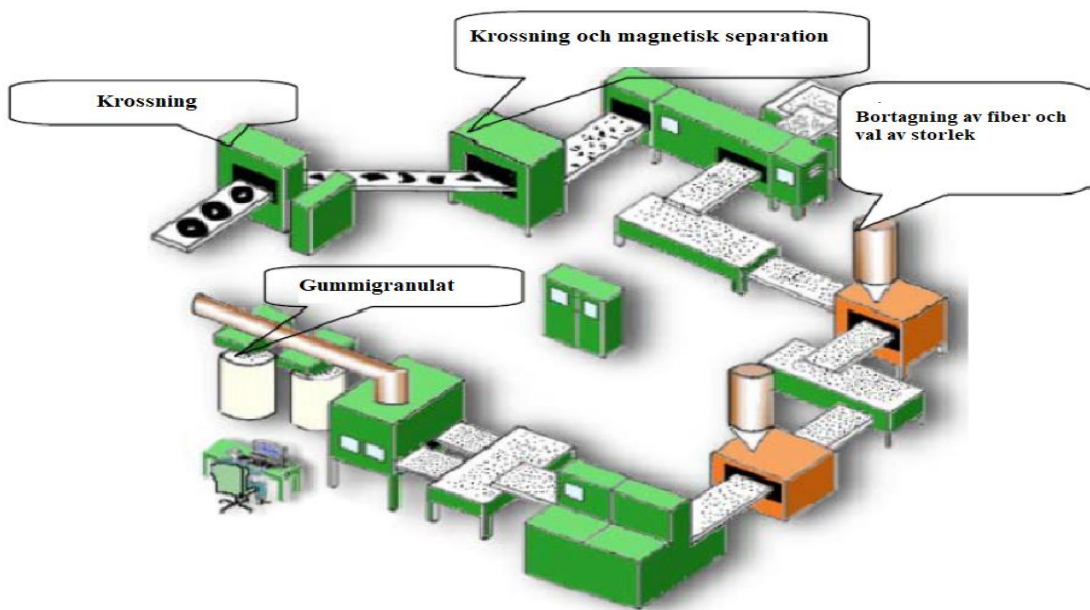 Krossning och magnetisk separation
Krossning
Bortagning av fiber och
val av storlek
Gummigranulat